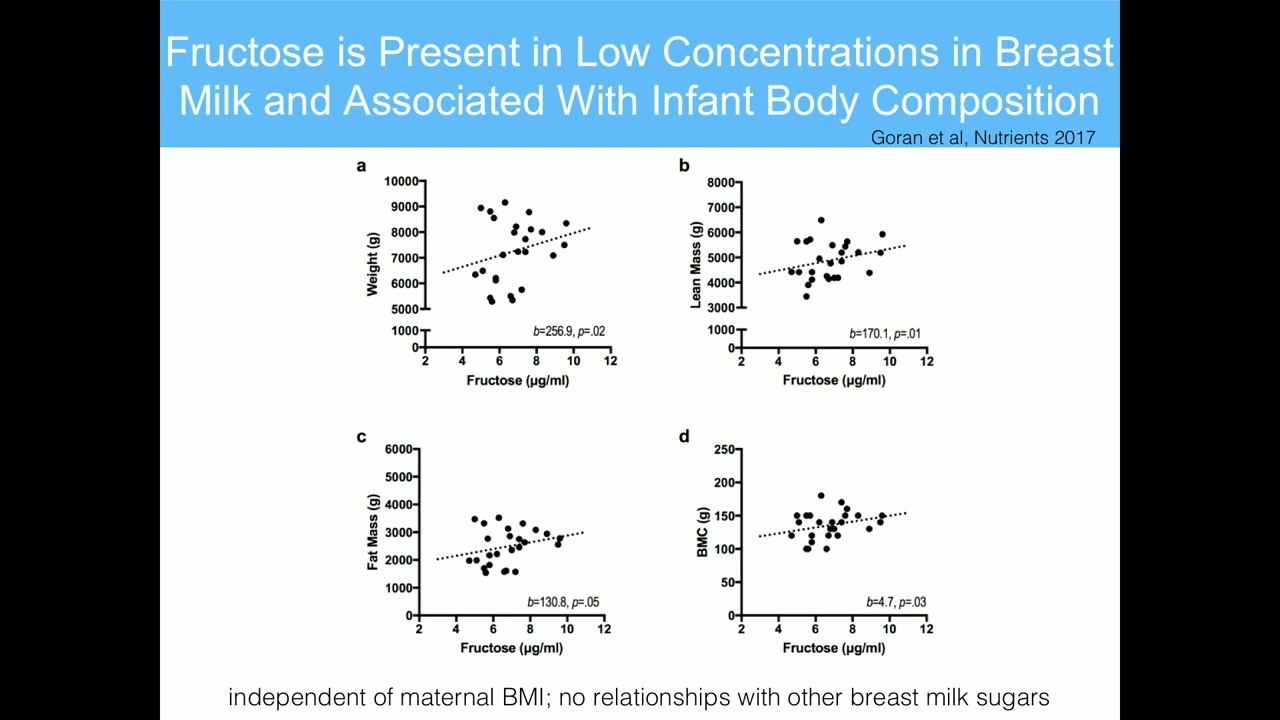 Fructose is Present in Low Concentrations in Breast
Milk and Associated With Infant Body Composition
Goran et al, Nutrients 2017
a
10000
9000
8000
7000
6000
5000
1000
0
Weight (g)
2 4 6 8 10 12
Fructose (µg/ml)
b=256.9, p=.02
b
8000
7000
6000
5000
4000
3000
1000
0
Lean Mass (g)
2 4 6 8 10 12
Fructose (µg/ml)
b=170.1, p=.01
c
6000
5000
4000
3000
2000
1000
0
Fat Mass (g)
2 4 6 8 10 12
Fructose (µg/ml)
b=130.8, p=.05
d
250
200
150
100
50
0
BMC (g)
2 4 6 8 10 12
Fructose (µg/ml)
b=4.7, p=.03
independent of maternal BMI; no relationships with other breast milk sugars